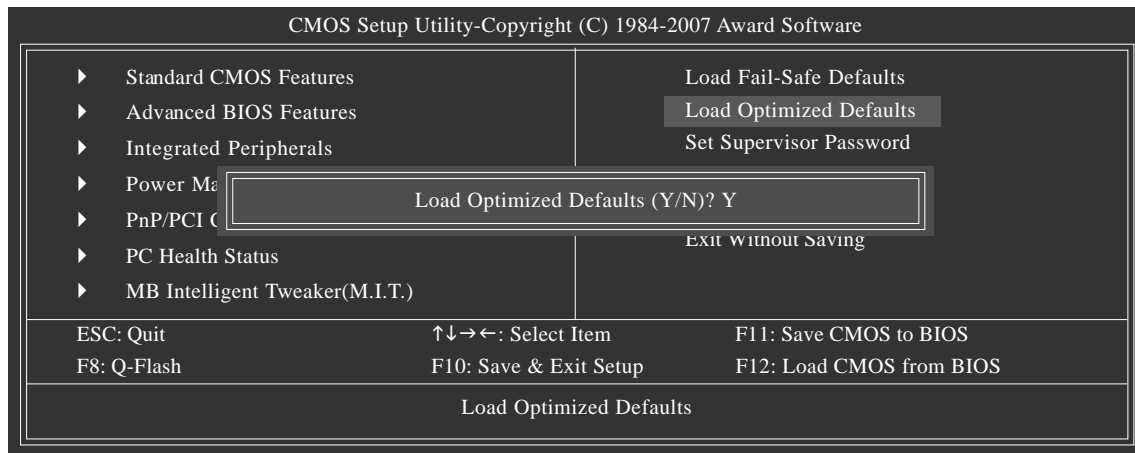 CMOS Setup Utility-Copyright (C) 1984-2007 Award Software
Standard CMOS Features
Advanced BIOS Features
Integrated Peripherals
Power
PnP/PCI
PC Health Status
MB Intelligent Tweaker(M.I.T.)
Load Fail-Safe Defaults
Load Optimized Defaults
Set Supervisor Password
Exit Without Saving
Load Optimized Defaults (Y/N)? Y
ESC: Quit
↑↓→←: Select Item
F11: Save CMOS to BIOS
F8: Q-Flash
F10: Save & Exit Setup
F12: Load CMOS from BIOS
Load Optimized Defaults